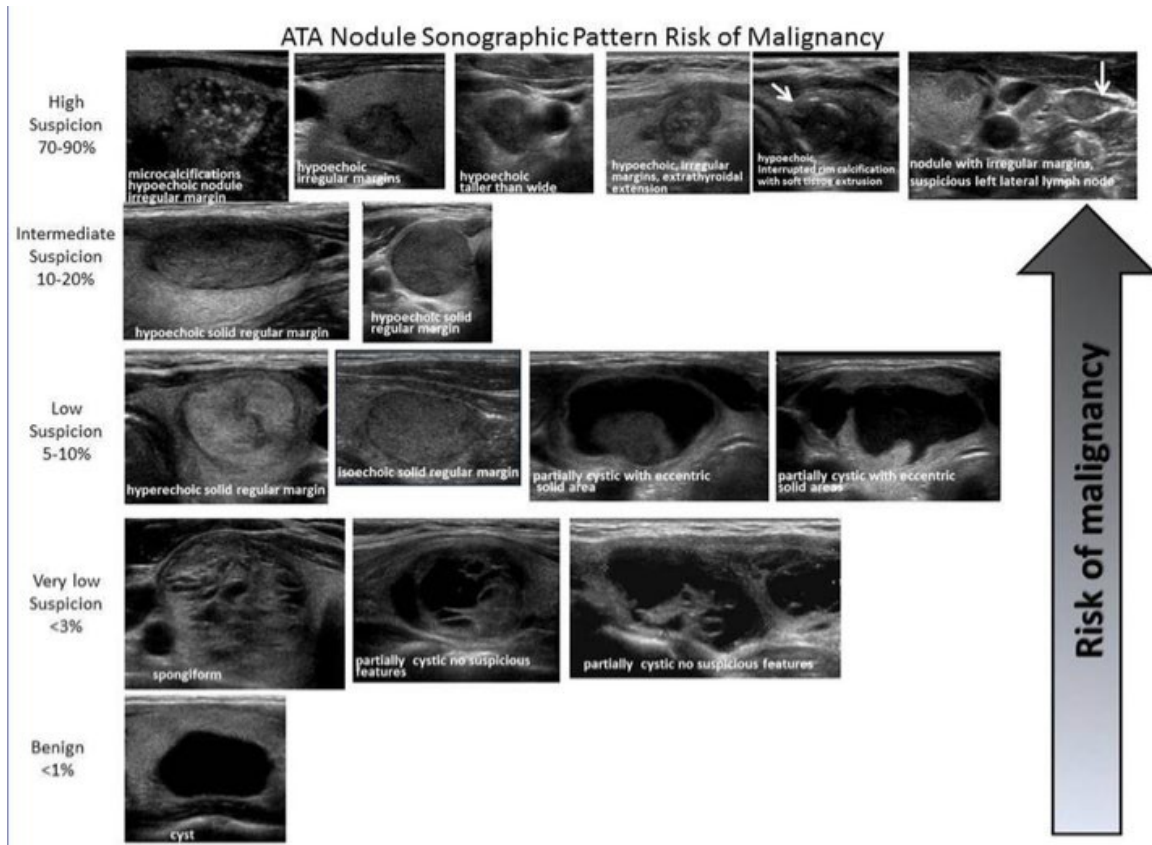 ATA Nodule Sonographic Pattern Risk of Malignancy
High
Suspicion
70-90%
microcalcifications
hypoechoic nodule
irregular margin
hypoechoic
irregular margins
hypoechoic
taller than wide
hypoechoic, irregular
margins, extrathyroidal
extension
hypoechoic,
Interrupted rim calcification
with soft tissue extrusion
nodule with irregular margins,
suspicious left lateral lymph node
Intermediate
Suspicion
10-20%
hypoechoic solid regular margin
hypoechoic solid
regular margin
Low
Suspicion
5-10%
hyperechoic solid regular margin
isoechoic solid regular margin
partially cystic with eccentric
solid area
partially cystic with eccentric
solid areas
Very low
Suspicion
<3%
spongiform
partially cystic no suspicious
features
partially cystic no suspicious features
Benign
<1%
cyst
Risk of malignancy